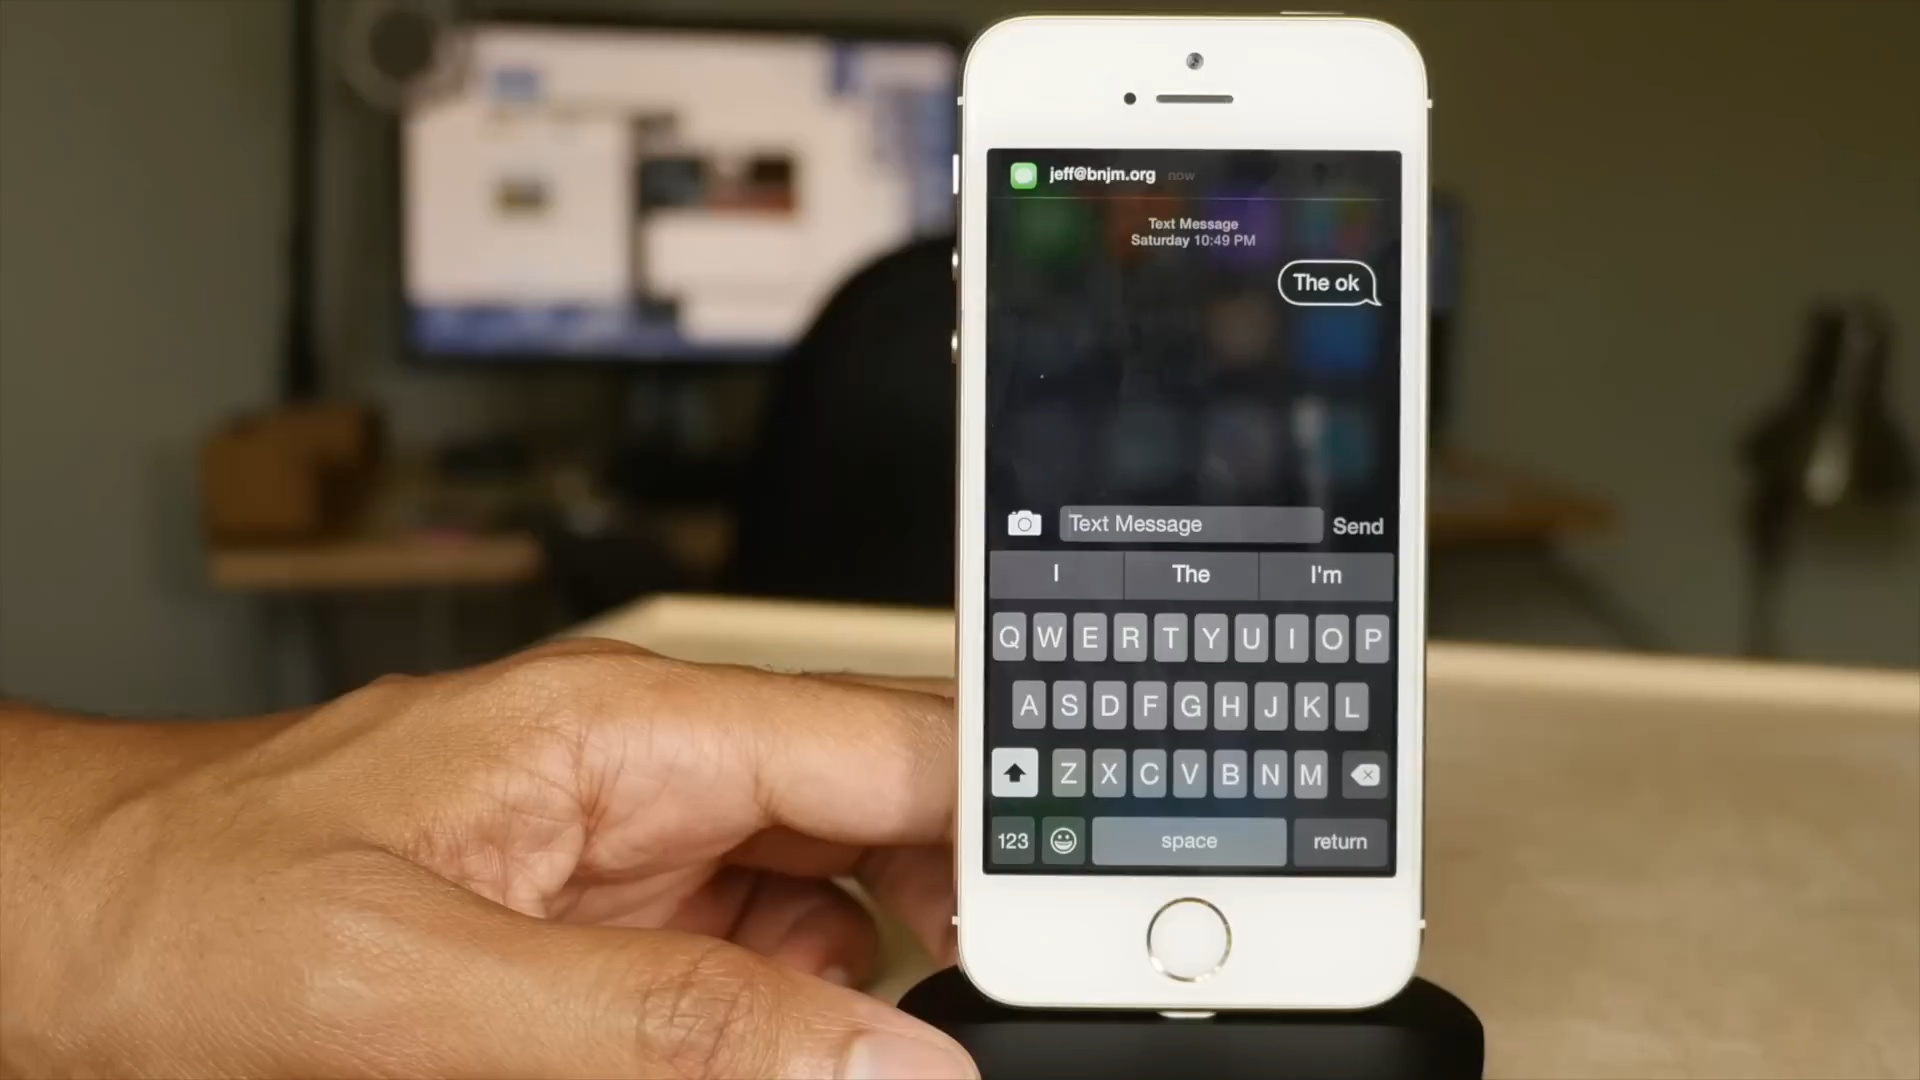 jeff@bnjm.org now
Text Message
Saturday 10:49 PM
The ok
Text Message Send
I The I'm
Q W E R T Y U I O P
A S D F G H J K L
Z X C V B N M
123 space return